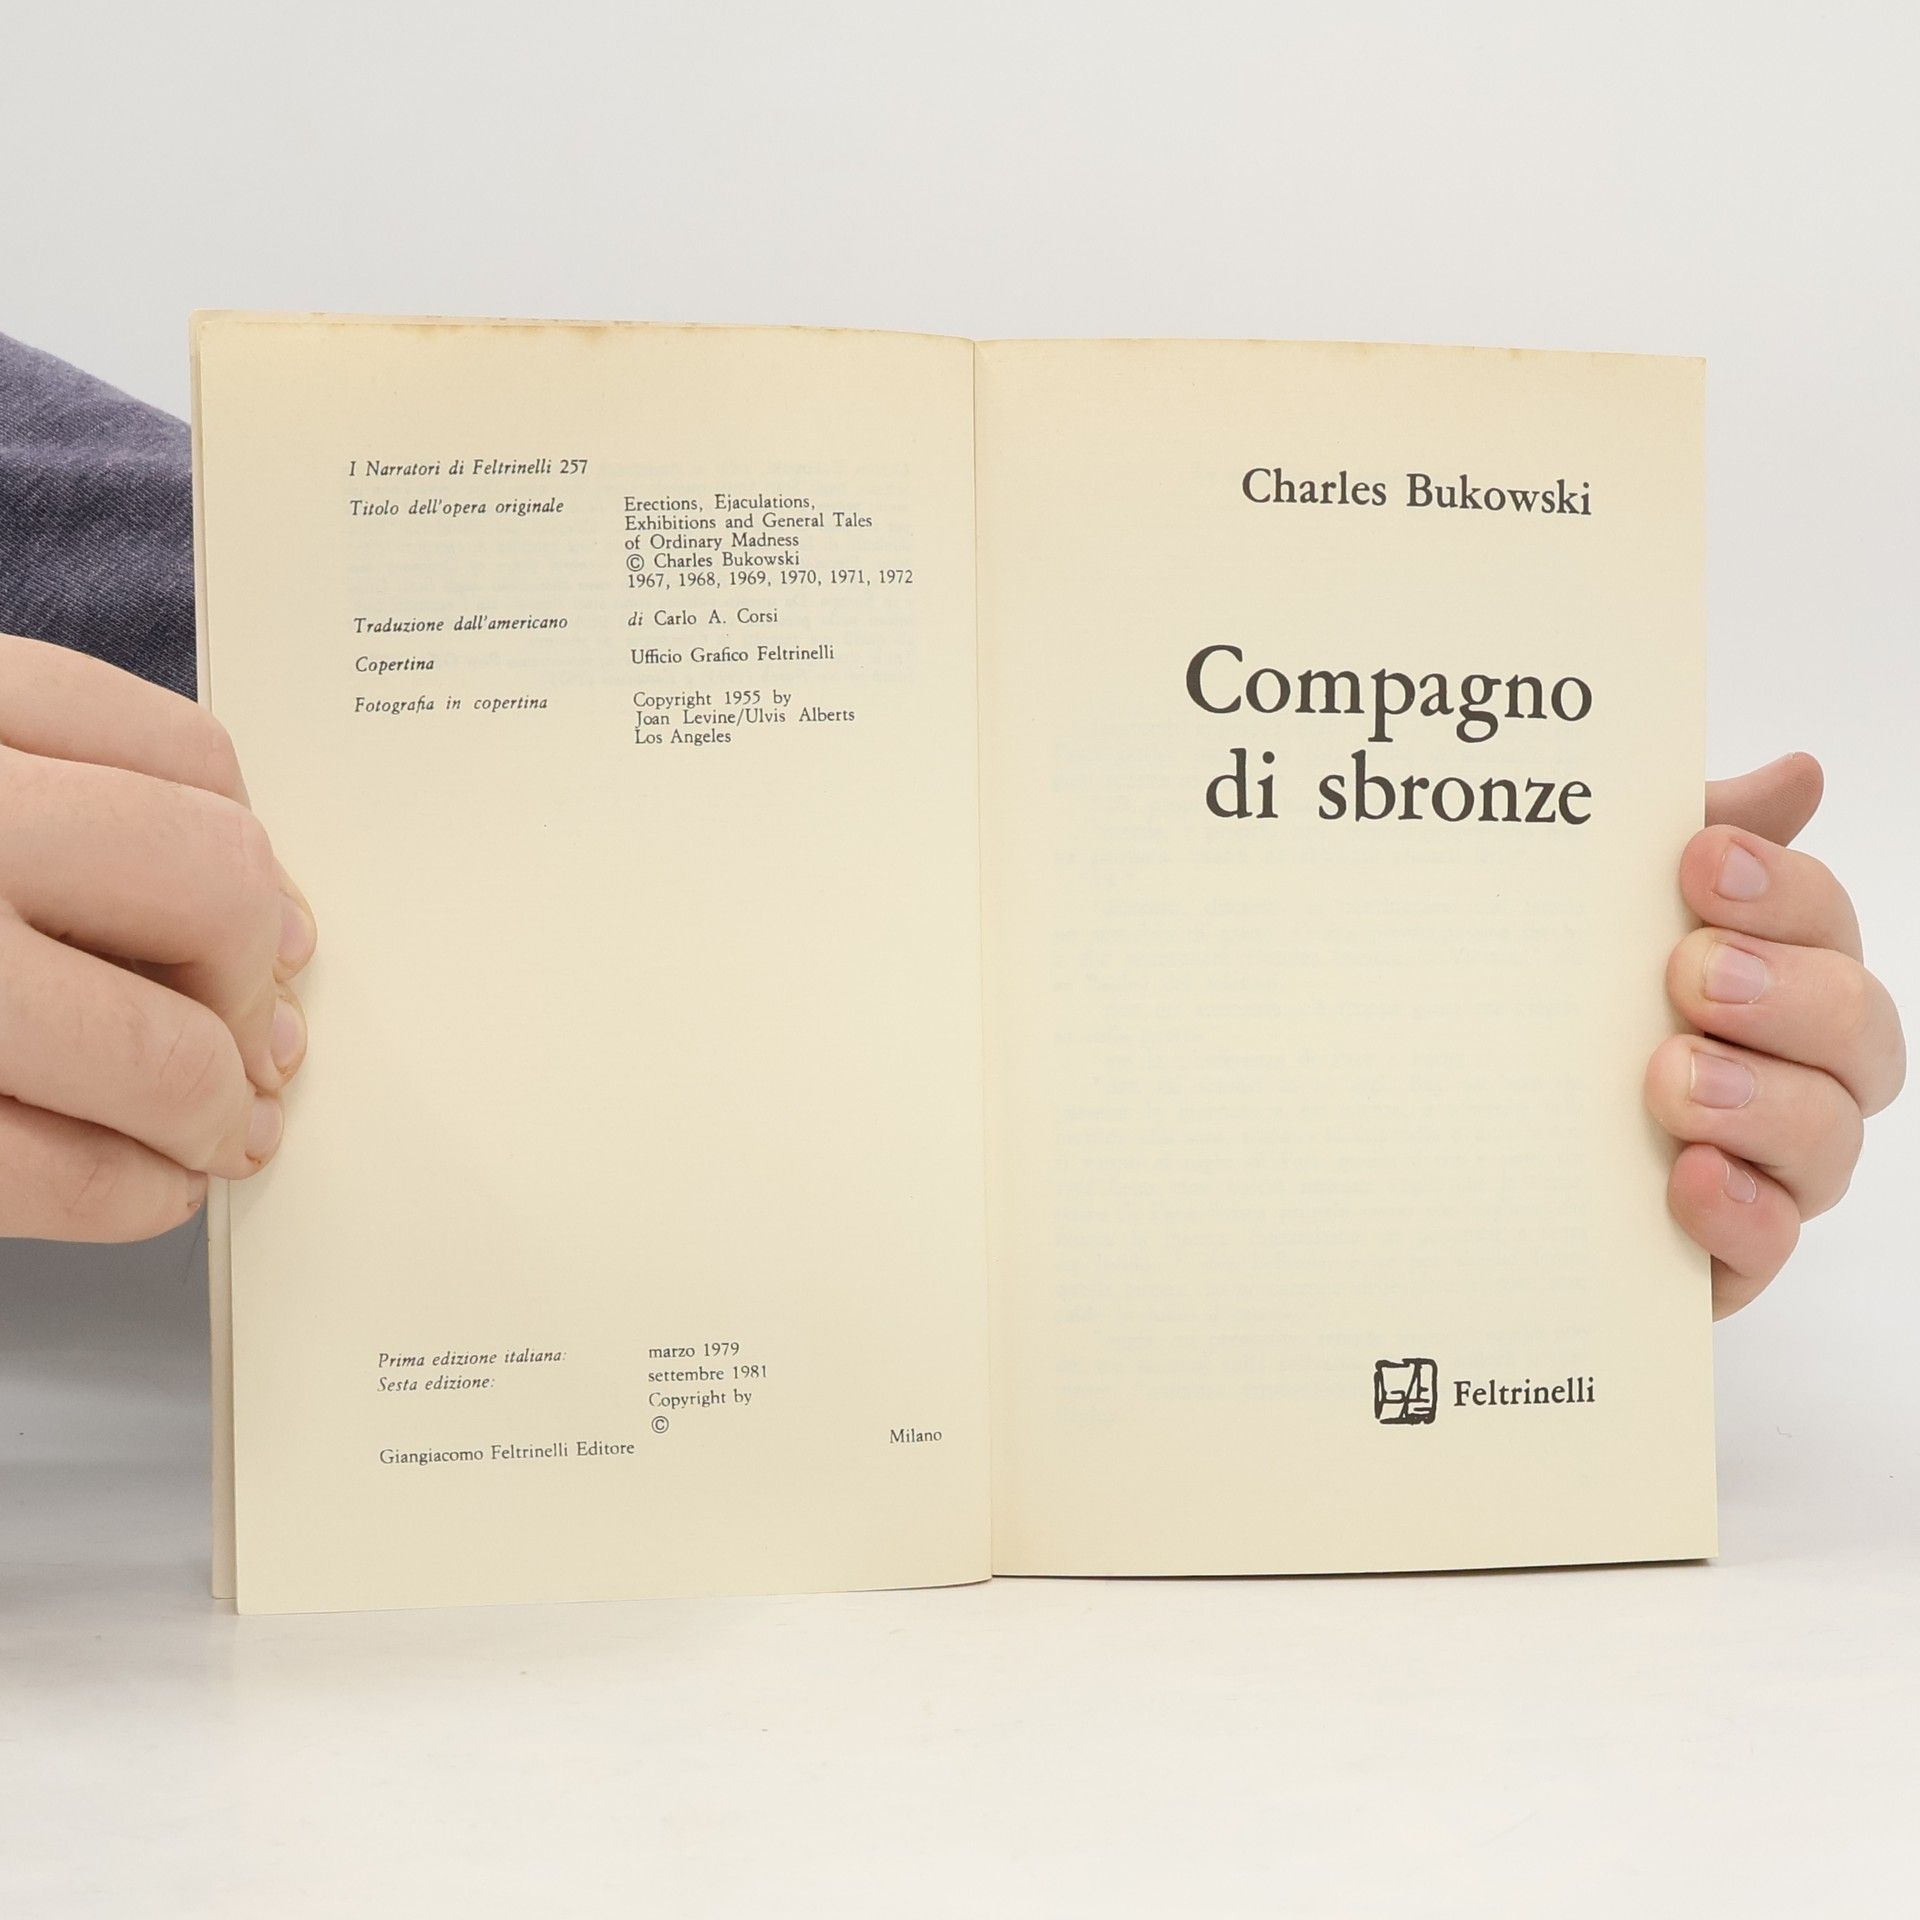 I Narratori di Feltrinelli 257
Titolo dell'opera originale
Erections, Ejaculations,
Exhibitions and General Tales
of Ordinary Madness
© Charles Bukowski
1967, 1968, 1969, 1970, 1971, 1972
Traduzione dall'americano
di Carlo A. Corsi
Copertina
Ufficio Grafico Feltrinelli
Fotografia in copertina
Copyright 1955 by
Joan Levine/Ulvis Alberts
Los Angeles
Prima edizione italiana:
marzo 1979
Sesta edizione:
settembre 1981
Copyright by
©
Giangiacomo Feltrinelli Editore
Milano
Charles Bukowski
Compagno
di sbronze
Feltrinelli